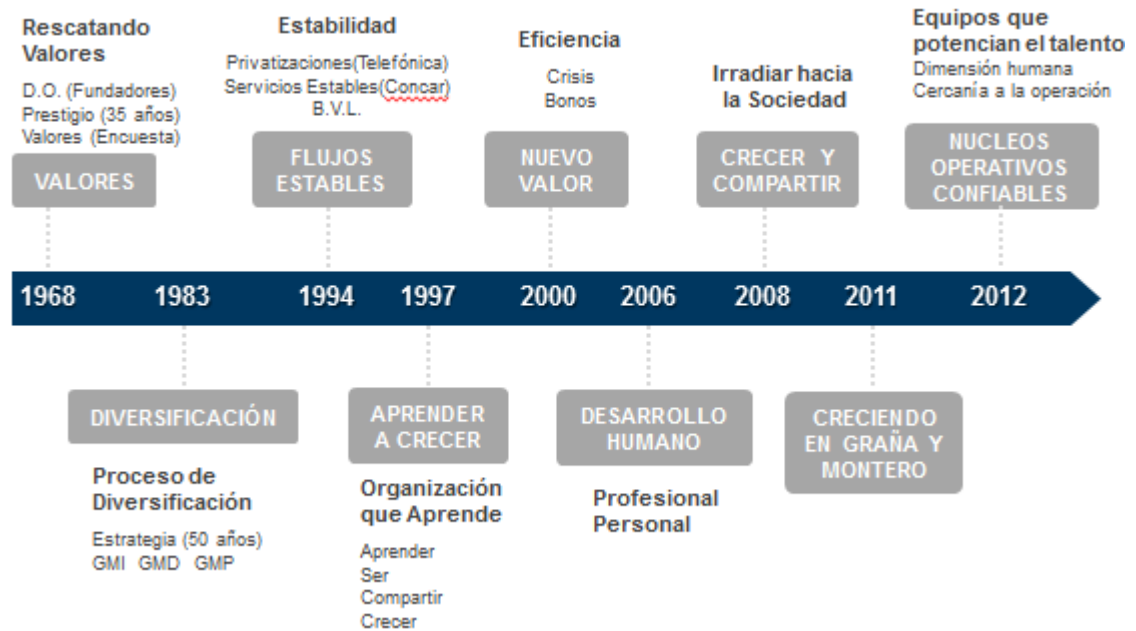 Rescatando
Valores
D.O. (Fundadores)
Prestigio (35 años)
Valores (Encuesta)
VALORES
Estabilidad
Privatizaciones(Telefónica)
Servicios Estables(Concar)
B.V.L.
FLUJOS
ESTABLES
Eficiencia
Crisis
Bonos
NUEVO
VALOR
Irradiar hacia
la Sociedad
CRECER Y
COMPARTIR
Equipos que
potencian el talento
Dimensión humana
Cercanía a la operación
NUCLEOS
OPERATIVOS
CONFIABLES
1968 1983 1994 1997 2000 2006 2008 2011 2012
DIVERSIFICACIÓN
Proceso de
Diversificación
Estrategia (50 años)
GMI GMD GMP
APRENDER
A CRECER
Organización
que Aprende
Aprender
Ser
Compartir
Crecer
DESARROLLO
HUMANO
Profesional
Personal
CRECIENDO
EN GRAÑA Y
MONTERO